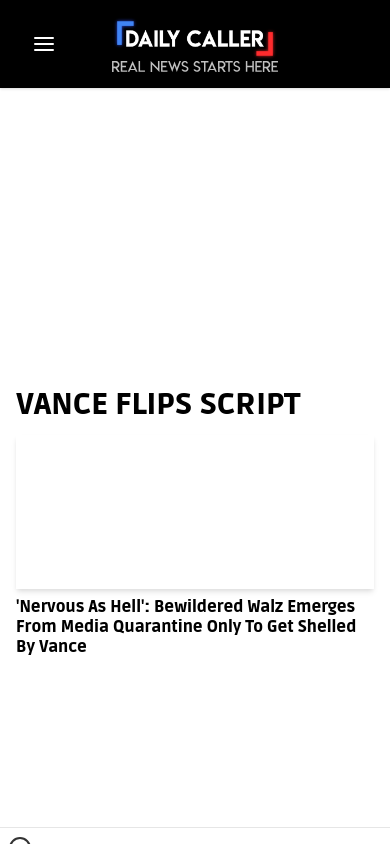 DAILY CALLER
REAL NEWS STARTS HERE
VANCE FLIPS SCRIPT
'Nervous As Hell': Bewildered Walz Emerges
From Media Quarantine Only To Get Shelled
By Vance